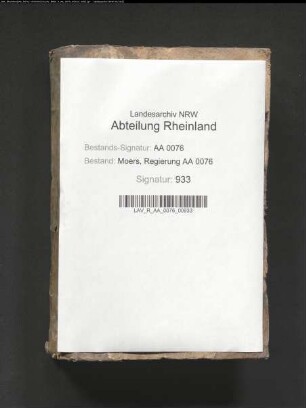 Landesarchiv NRW
Abteilung Rheinland
Bestands-Signatur: AA 0076
Bestand: Moers, Regierung AA 0076
Signatur: 933
LAV_R_AA_0076_00933